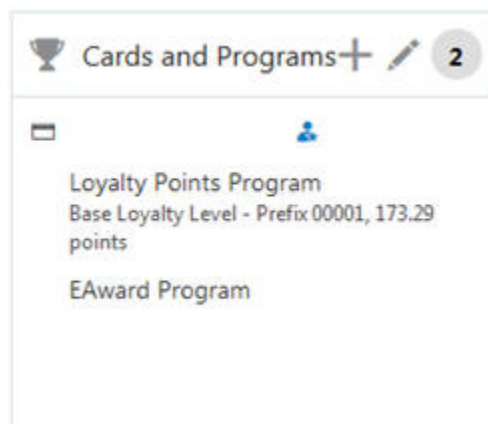 Cards and Programs 2
Loyalty Points Program
Base Loyalty Level - Prefix 00001, 173.29
points
EAward Program